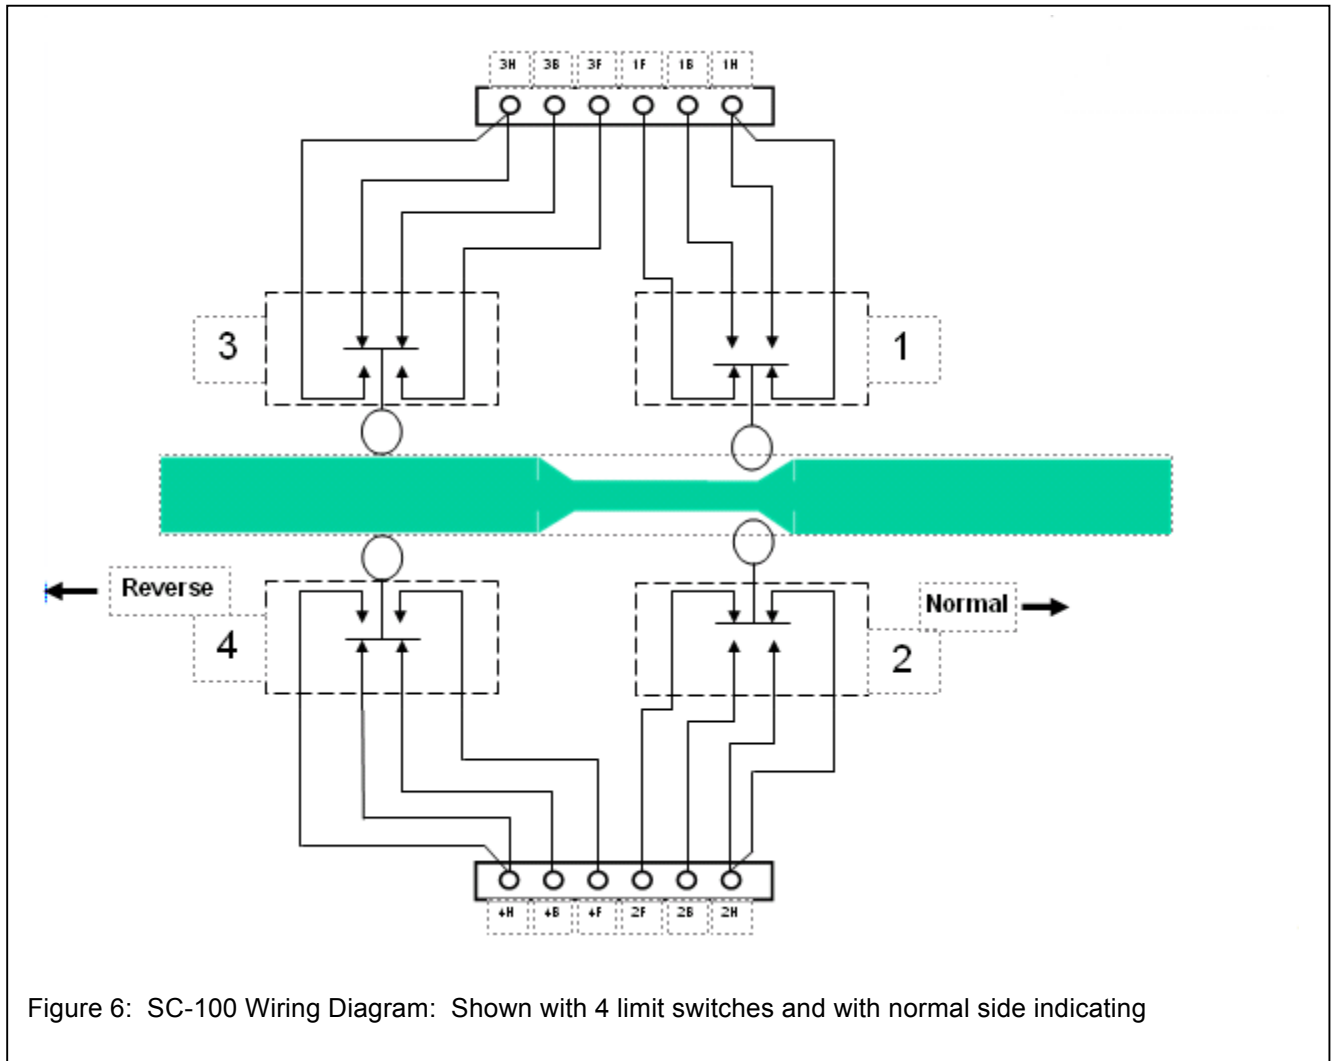 3H 3B 3F 1F 1B 1H
3 1
Reverse
Normal
4 2
4H 4B 4F 2F 2B 2H
Figure 6: SC-100 Wiring Diagram: Shown with 4 limit switches and with normal side indicating